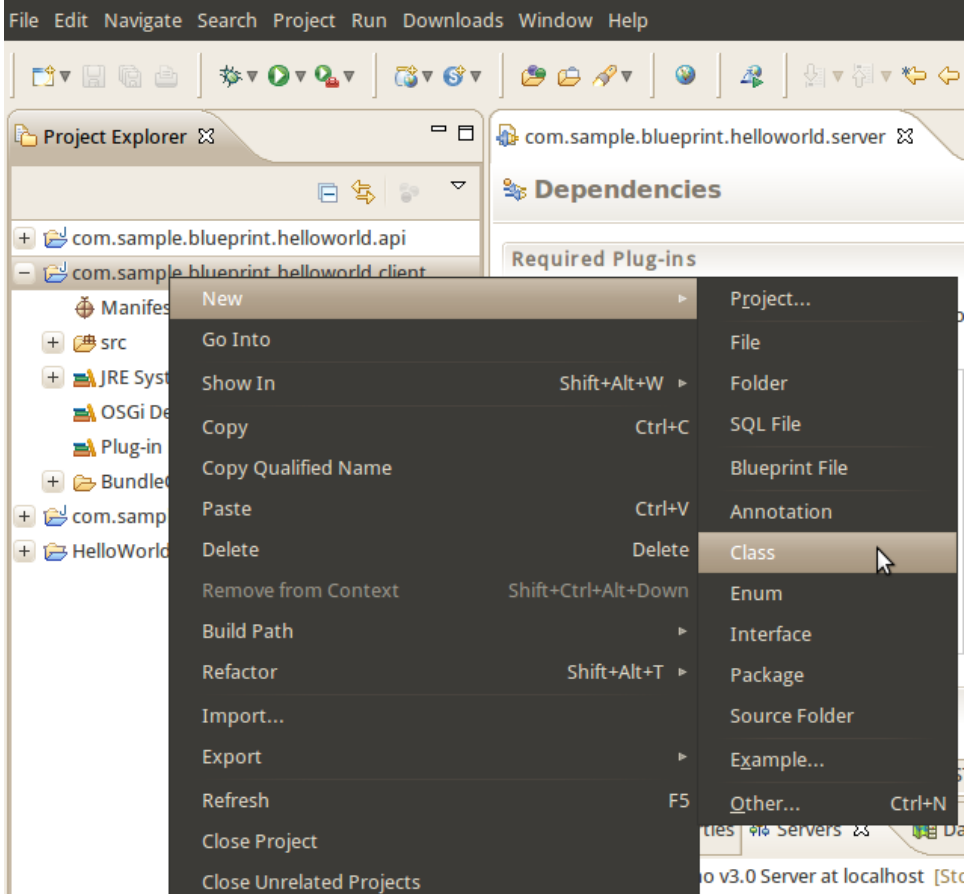 File Edit Navigate Search Project Run Downloads Window Help
Project Explorer
com.sample.blueprint.helloworld.server
Dependencies
Required Plug-ins
com.sample.blueprint.helloworld.api
com.sample.blueprint.helloworld.client
Manifes
src
JRE Syst
OSGi De
Plug-in
Bundle
com.samp
HelloWorld
New
Go Into
Show In Shift+Alt+W
Copy Ctrl+C
Copy Qualified Name
Paste Ctrl+V
Delete Delete
Remove from Context Shift+Ctrl+Alt+Down
Build Path
Refactor Shift+Alt+T
Import...
Export
Refresh F5
Close Project
Close Unrelated Projects
Project...
File
Folder
SQL File
Blueprint File
Annotation
Class
Enum
Interface
Package
Source Folder
Example...
Other... Ctrl+N
ties Servers Da
v3.0 Server at localhost [Sto